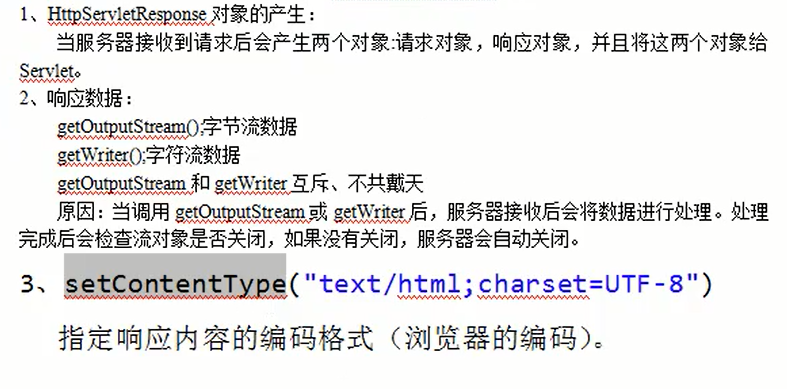 1、HttpServletResponse 对象的产生：
当服务器接收到请求后会产生两个对象:请求对象，响应对象，并且将这两个对象给
Servlet。
2、响应数据：
getOutputStream();字节流数据
getWriter();字符流数据
getOutputStream 和 getWriter 互斥、不共戴天
原因：当调用 getOutputStream 或 getWriter 后，服务器接收后会将数据进行处理。处理
完成后会检查流对象是否关闭，如果没有关闭，服务器会自动关闭。
3、setContentType("text/html;charset=UTF-8")
指定响应内容的编码格式（浏览器的编码）。